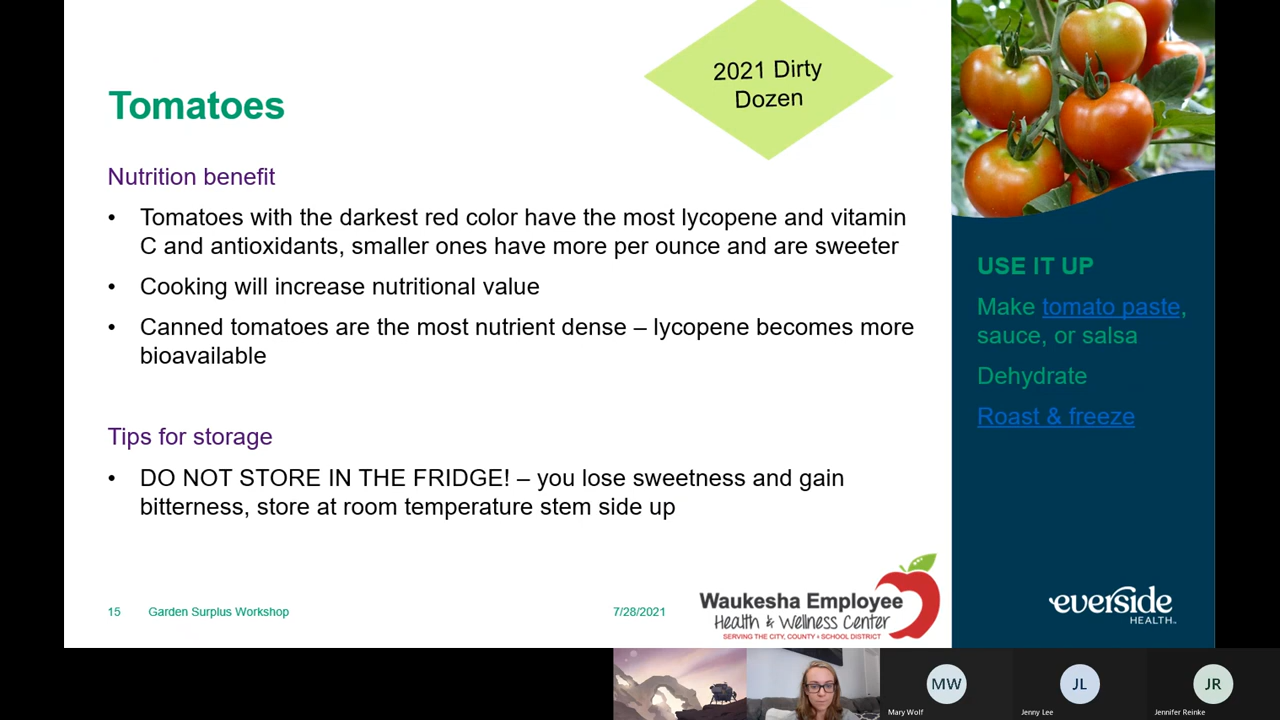 2021 Dirty
Dozen
Tomatoes
Nutrition benefit
• Tomatoes with the darkest red color have the most lycopene and vitamin
C and antioxidants, smaller ones have more per ounce and are sweeter
• Cooking will increase nutritional value
• Canned tomatoes are the most nutrient dense – lycopene becomes more
bioavailable
Tips for storage
• DO NOT STORE IN THE FRIDGE! – you lose sweetness and gain
bitterness, store at room temperature stem side up
USE IT UP
Make tomato paste,
sauce, or salsa
Dehydrate
Roast & freeze
15 Garden Surplus Workshop 7/28/2021
Waukesha Employee
Health & Wellness Center
SERVING THE CITY, COUNTY & SCHOOL DISTRICT
everside
HEALTH™
MW
Mary Wolf
JL
Jenny Lee
JR
Jennifer Reinke